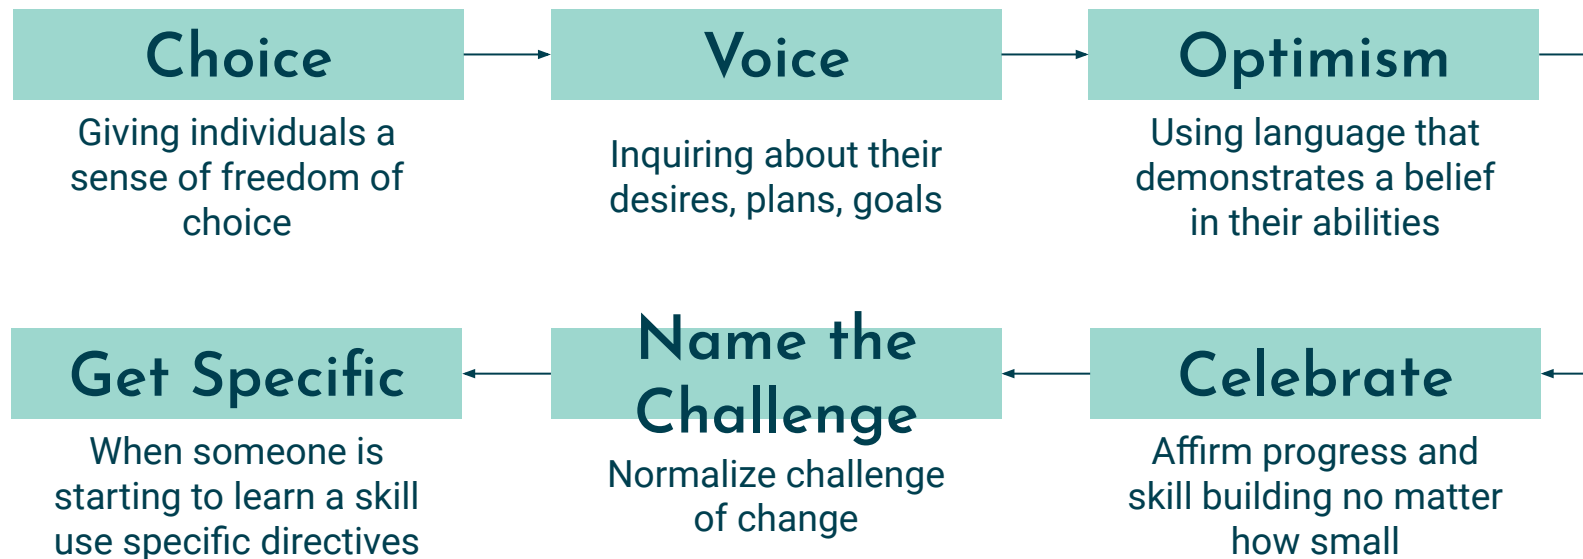 Choice
Giving individuals a
sense of freedom of
choice
Voice
Inquiring about their
desires, plans, goals
Optimism
Using language that
demonstrates a belief
in their abilities
Celebrate
Affirm progress and
skill building no matter
how small
Name the
Challenge
Normalize challenge
of change
Get Specific
When someone is
starting to learn a skill
use specific directives